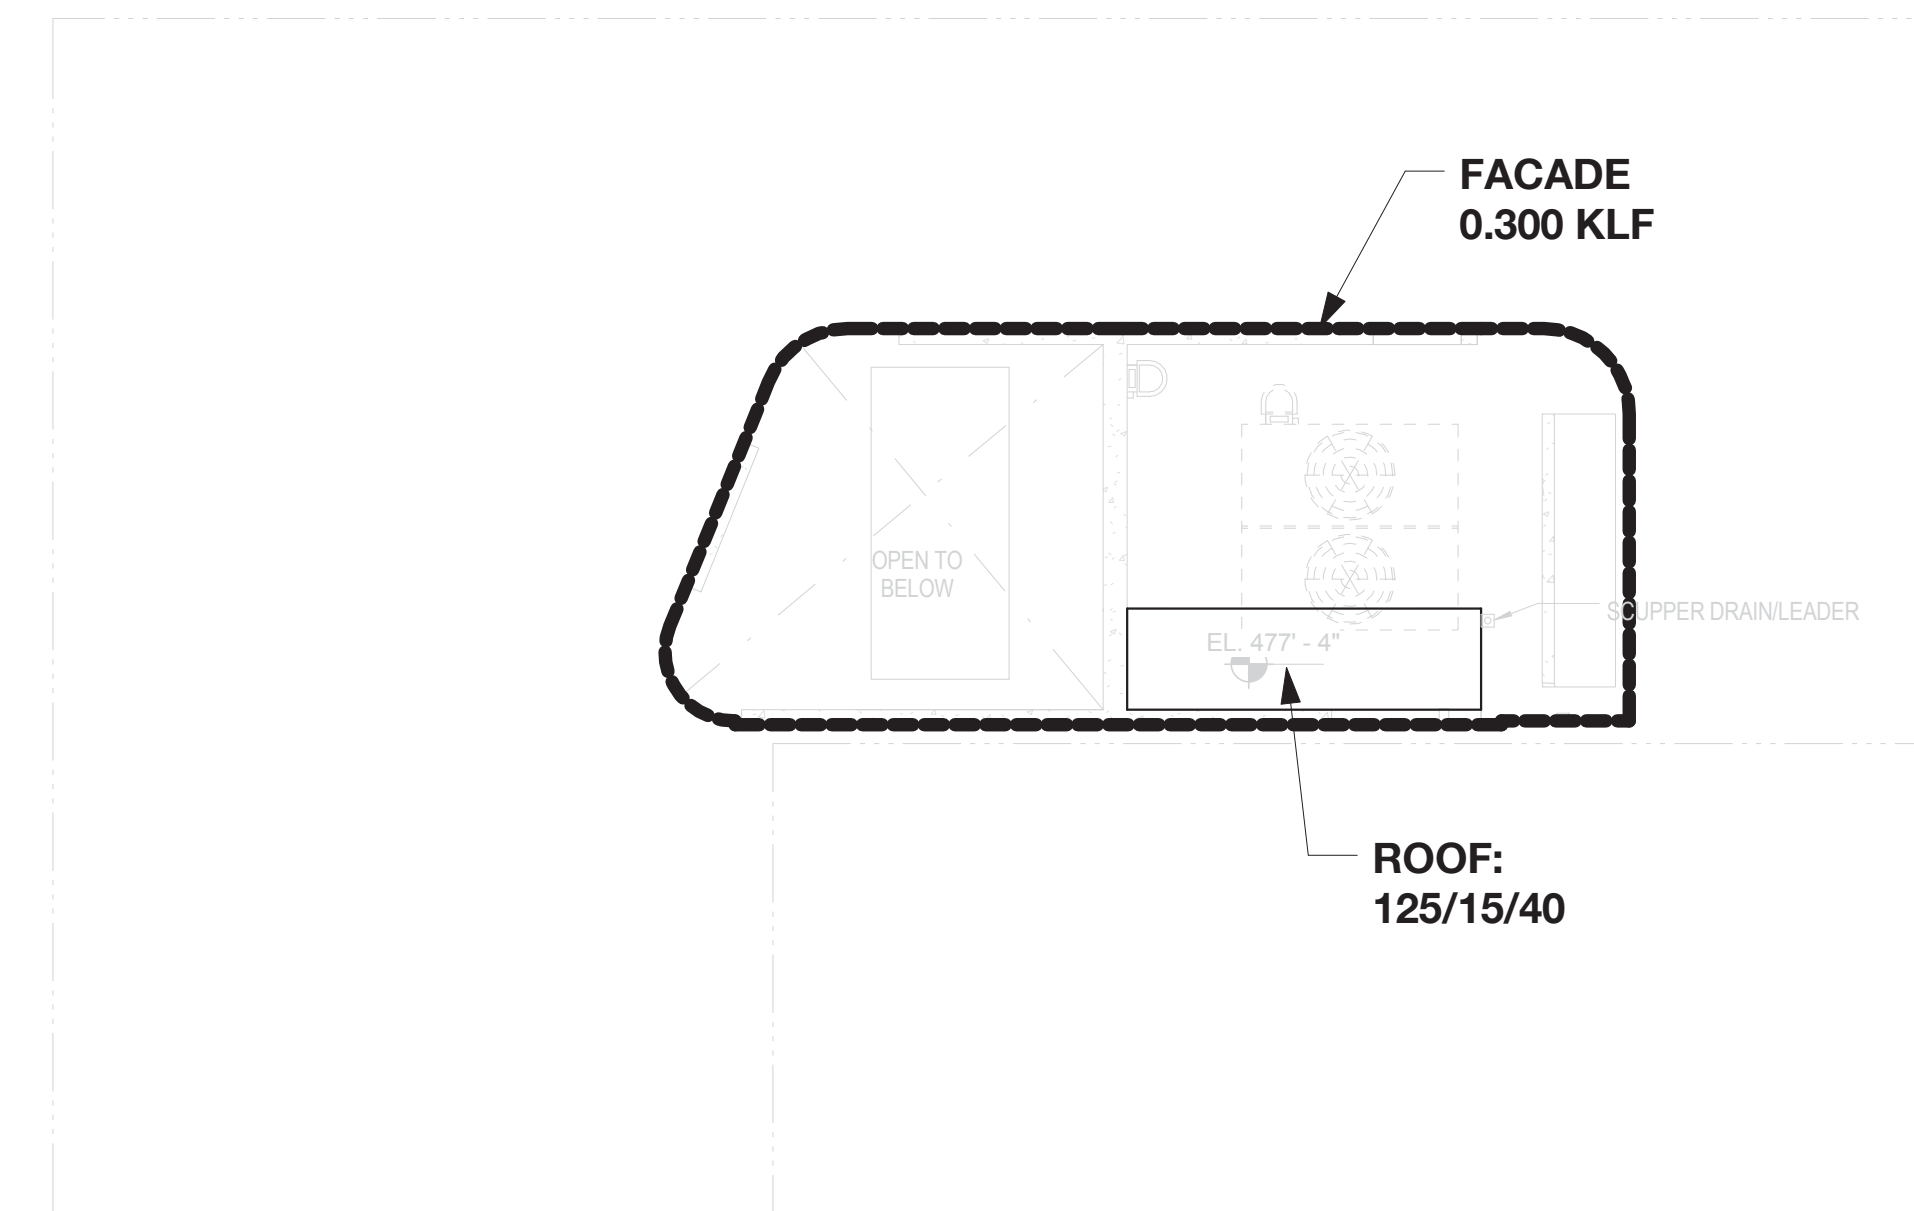 FACADE
0.300 KLF
OPEN TO
BELOW
SCUPPER DRAIN/LEADER
EL. 477' - 4"
ROOF:
125/15/40